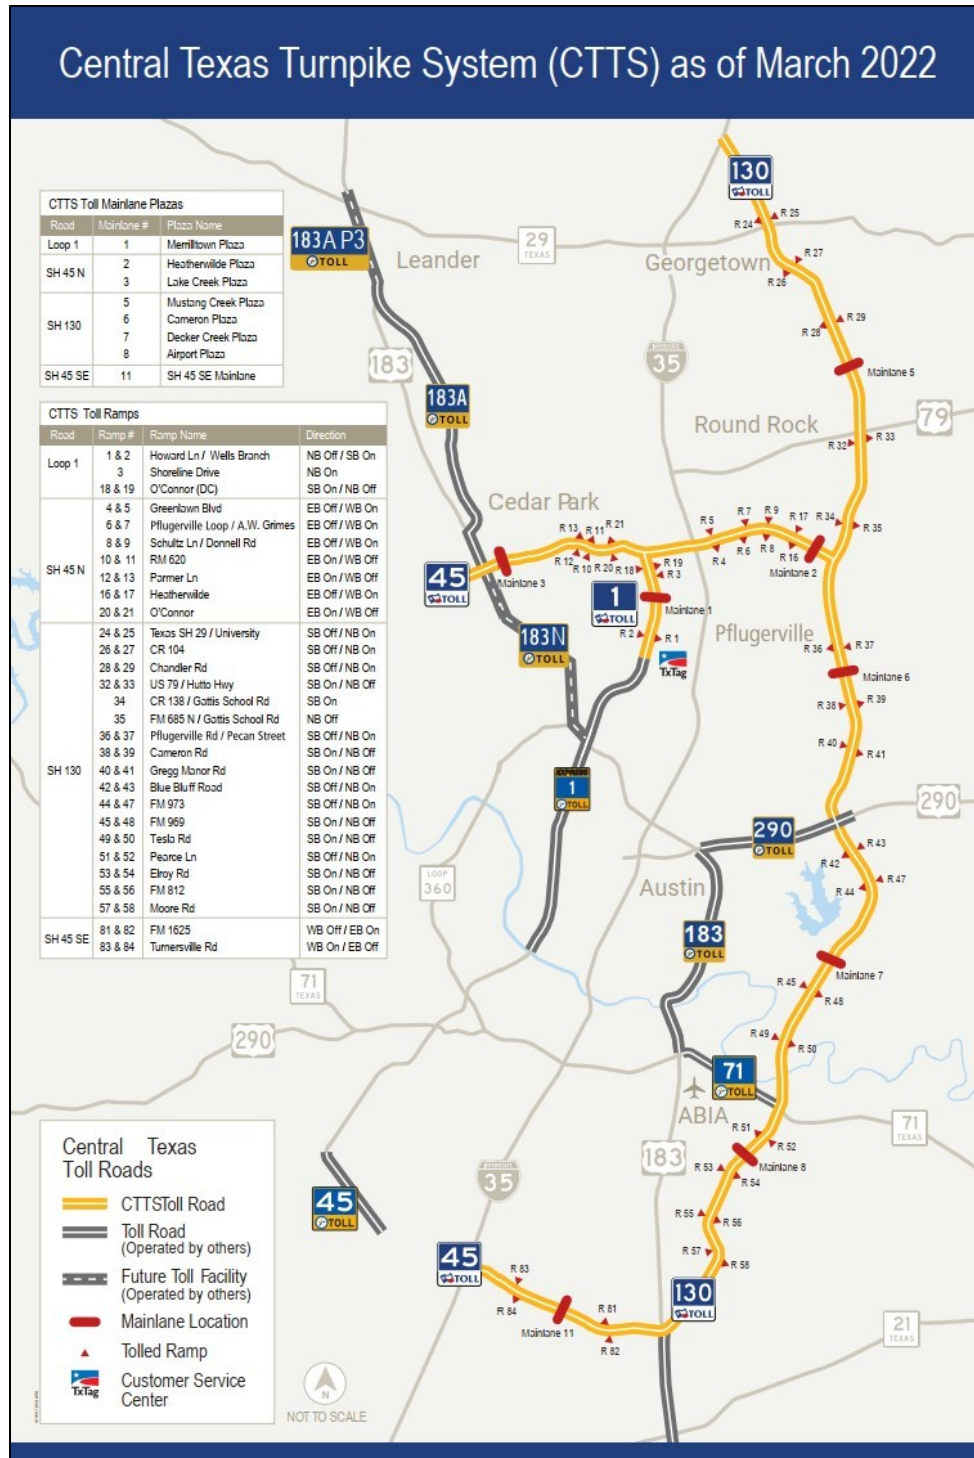 Central Texas Turnpike System (CTTS) as of March 2022
CTTS Toll Mainlane Plazas
Road Mainlane # Plaza Name
Loop 1 1 Merrilltown Plaza
SH 45 N 2 Heatherwilde Plaza
3 Lake Creek Plaza
SH 130 5 Mustang Creek Plaza
6 Cameron Plaza
7 Decker Creek Plaza
8 Airport Plaza
SH 45 SE 11 SH 45 SE Mainlane
CTTS Toll Ramps
Road Ramp # Ramp Name Direction
Loop 1 1 & 2 Howard Ln / Wells Branch NB Off / SB On
3 Shoreline Drive NB On
18 & 19 O'Connor (DC) SB On / NB Off
SH 45 N 4 & 5 Greenlawn Blvd EB Off / WB On
6 & 7 Pflugerville Loop / A.W. Grimes EB Off / WB On
8 & 9 Schultz Ln / Donnell Rd EB Off / WB On
10 & 11 RM 620 EB On / WB Off
12 & 13 Parmer Ln EB On / WB Off
16 & 17 Heatherwilde EB Off / WB On
20 & 21 O'Connor EB On / WB Off
SH 130 24 & 25 Texas SH 29 / University SB Off / NB On
26 & 27 CR 104 SB Off / NB On
28 & 29 Chandler Rd SB Off / NB On
32 & 33 US 79 / Hutto Hwy SB On / NB Off
34 CR 138 / Gattis School Rd SB On
35 FM 685 N / Gattis School Rd NB Off
36 & 37 Pflugerville Rd / Pecan Street SB Off / NB On
38 & 39 Cameron Rd SB On / NB Off
40 & 41 Gregg Manor Rd SB On / NB Off
42 & 43 Blue Bluff Road SB Off / NB On
44 & 47 FM 973 SB Off / NB On
45 & 48 FM 969 SB On / NB Off
49 & 50 Tesla Rd SB On / NB Off
51 & 52 Pearce Ln SB Off / NB On
53 & 54 Elroy Rd SB On / NB Off
55 & 56 FM 812 SB On / NB Off
57 & 58 Moore Rd SB On / NB Off
SH 45 SE 81 & 82 FM 1625 WB Off / EB On
83 & 84 Turnersville Rd WB On / EB Off
130
TOLL
R 24
R 25
183A P3
TOLL
Leander
29
TEXAS
Georgetown
R 27
R 26
R 28
R 29
183
INTERSTATE
35
Mainlane 5
183A
TOLL
Round Rock
79
R 32
R 33
Cedar Park
R 13
R 11
R 21
R 5
R 7
R 9
R 17
R 34
R 35
R 12
R 10
R 20
R 18
R 19
R 3
R 4
R 6
R 8
R 16
Mainlane 2
45
TOLL
Mainlane 3
1
TOLL
Mainlane 1
183N
TOLL
R 2
R 1
TxTag
Pflugerville
R 36
R 37
Mainlane 6
R 38
R 39
R 40
R 41
EXPRESS
1
TOLL
290
TOLL
290
LOOP
360
Austin
R 42
R 43
R 44
R 47
183
TOLL
Mainlane 7
R 45
R 48
71
TEXAS
290
R 49
R 50
71
TOLL
ABIA
71
TEXAS
R 51
R 52
183
Mainlane 8
R 53
R 54
INTERSTATE
35
45
TOLL
R 55
R 56
R 57
R 58
45
TOLL
R 83
R 84
Mainlane 11
R 81
R 82
130
TOLL
21
TEXAS
Central Texas
Toll Roads
CTTSToll Road
Toll Road
(Operated by others)
Future Toll Facility
(Operated by others)
Mainlane Location
Tolled Ramp
TxTag
Customer Service
Center
N
NOT TO SCALE